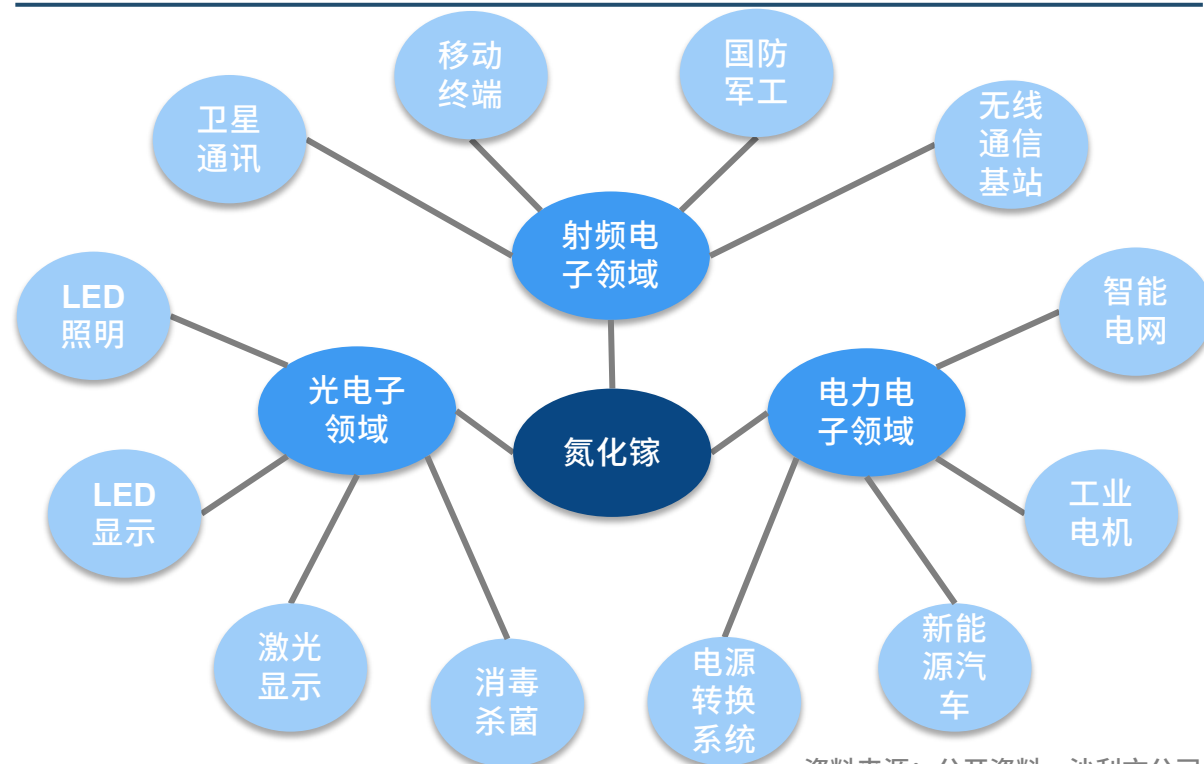 移动
终端
国防
军工
卫星
通讯
无线
通信
基站
射频电
子领域
LED
照明
智能
电网
光电子
领域
电力电
子领域
氮化镓
LED
显示
工业
电机
激光
显示
消毒
杀菌
电源
转换
系统
新能
源汽
车